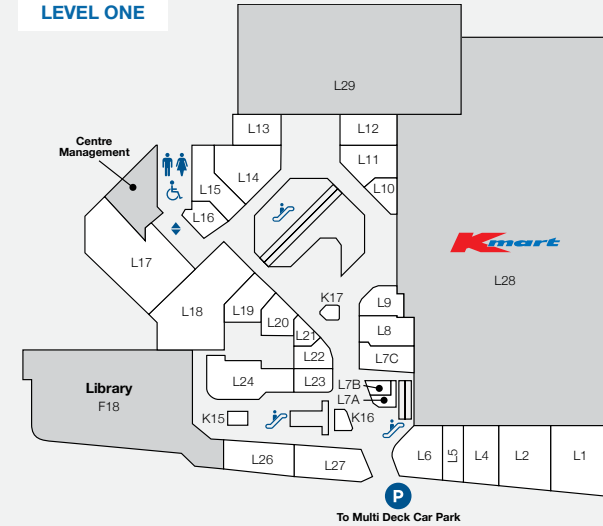 LEVEL ONE
L29
L13
L12
Centre
Management
L11
L14
L15
L10
L16
L17
Kmart
L28
K17
L9
L18
L19
L20
L21
L8
L22
L7C
Library
F18
L24
L23
L7B
L7A
K15
K16
L26
L27
L6
L5
L4
L2
L1
P
To Multi Deck Car Park